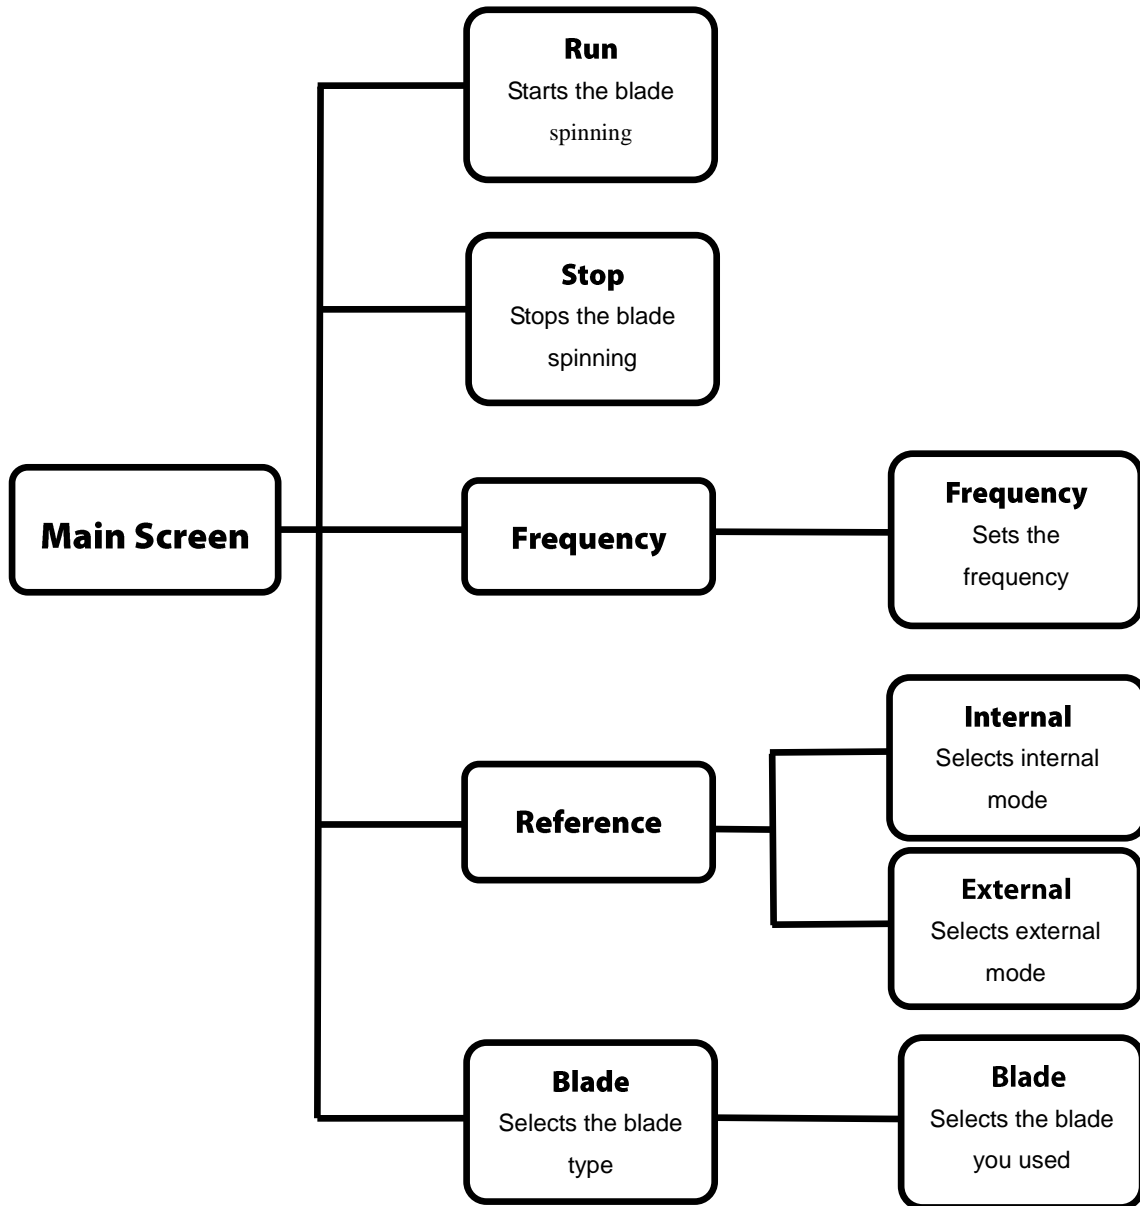 Run
Starts the blade
spinning
Stop
Stops the blade
spinning
Main Screen
Frequency
Frequency
Sets the
frequency
Reference
Internal
Selects internal
mode
External
Selects external
mode
Blade
Selects the blade
type
Blade
Selects the blade
you used